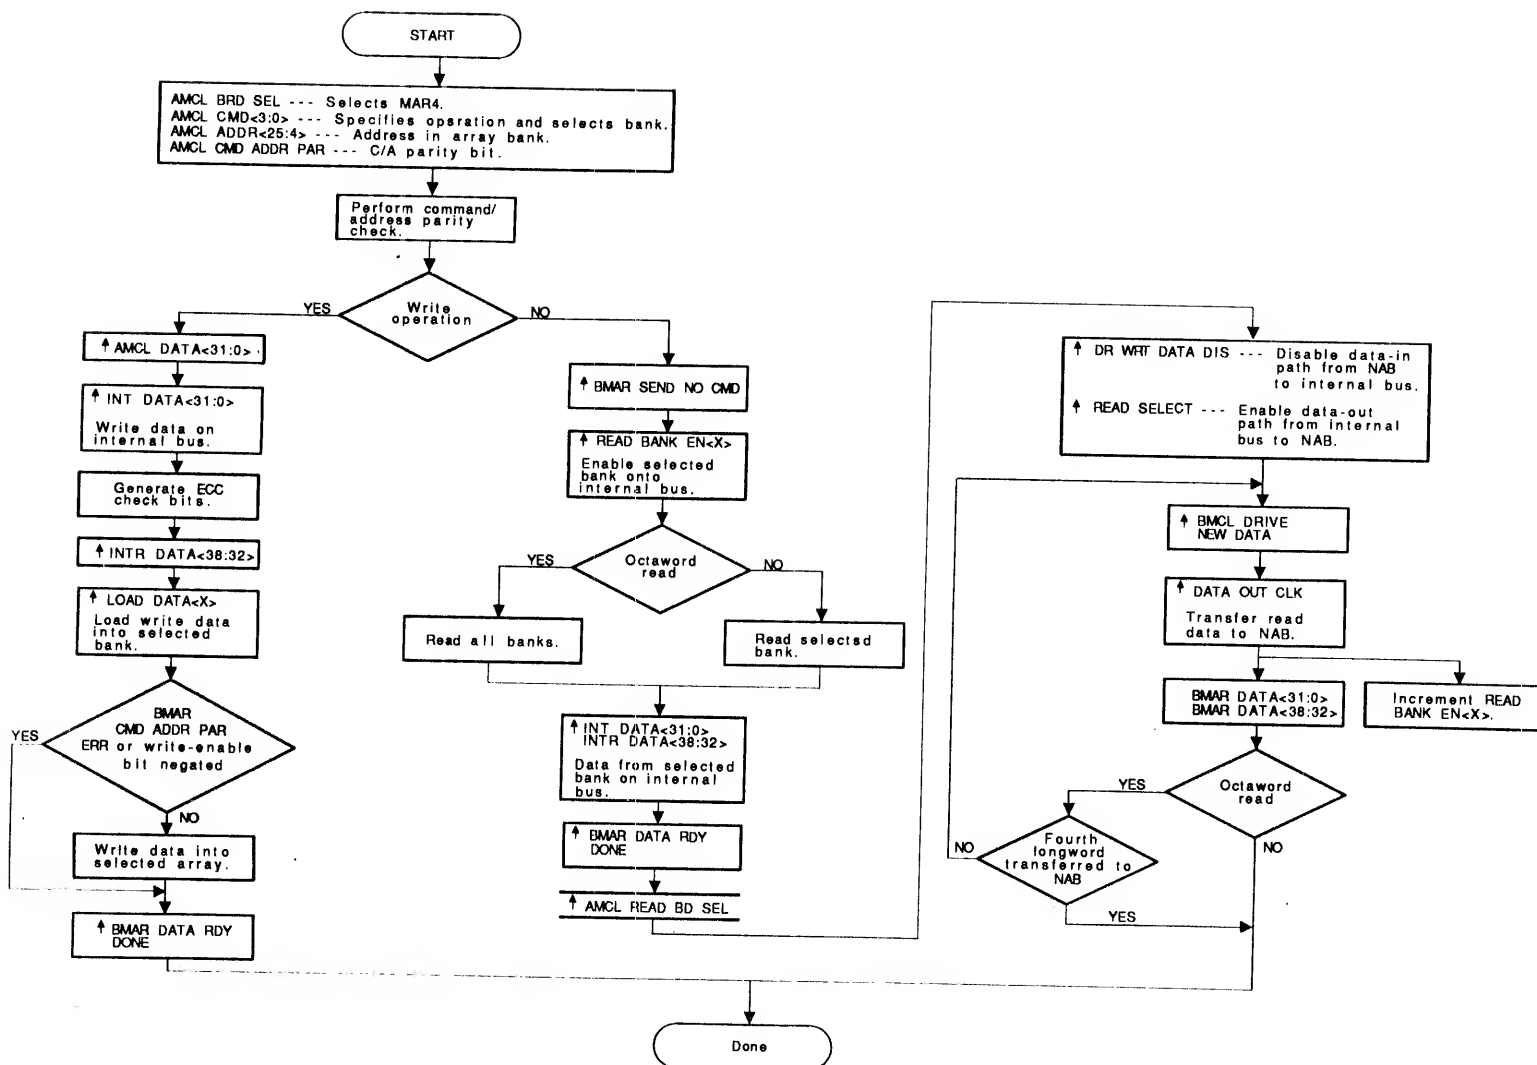 START
AMCL BRD SEL --- Selects MAR4.
AMCL CMD<3:0> --- Specifies opsration and selects bank.
AMCL ADDR<25:4> --- Address in array bank.
AMCL CMD ADDR PAR --- C/A parity bit.
Perform command/
address parity
check.
Write
operation
YES
NO
↑ AMCL DATA<31:0>
↑ INT DATA<31:0>
Write data on
internal bus.
Generate ECC
check bits.
↑ INTR DATA<38:32>
↑ LOAD DATA<X>
Load write data
into selected
bank.
BMAR
CMD ADDR PAR
ERR or write-enable
bit negated
YES
NO
Write data into
selected array.
↑ BMAR DATA RDY
DONE
↑ BMAR SEND NO CMD
↑ READ BANK EN<X>
Enable selected
bank onto
internal bus.
Octaword
read
YES
NO
Read all banks.
Read selectsd
bank.
↑ INT DATA<31:0>
INTR DATA<38:32>
Data from selected
bank on internal
bus.
↑ BMAR DATA RDY
DONE
↑ AMCL READ BD SEL
↑ DR WRT DATA DIS --- Disable data-in
path from NAB
to internal bus.
↑ READ SELECT --- Enable data-out
path from internal
bus to NAB.
↑ BMCL DRIVE
NEW DATA
↑ DATA OUT CLK
Transfer read
data to NAB.
BMAR DATA<31:0>
BMAR DATA<38:32>
Increment READ
BANK EN<X>.
Octaword
read
YES
NO
Fourth
longword
transferred to
NAB
NO
YES
Done